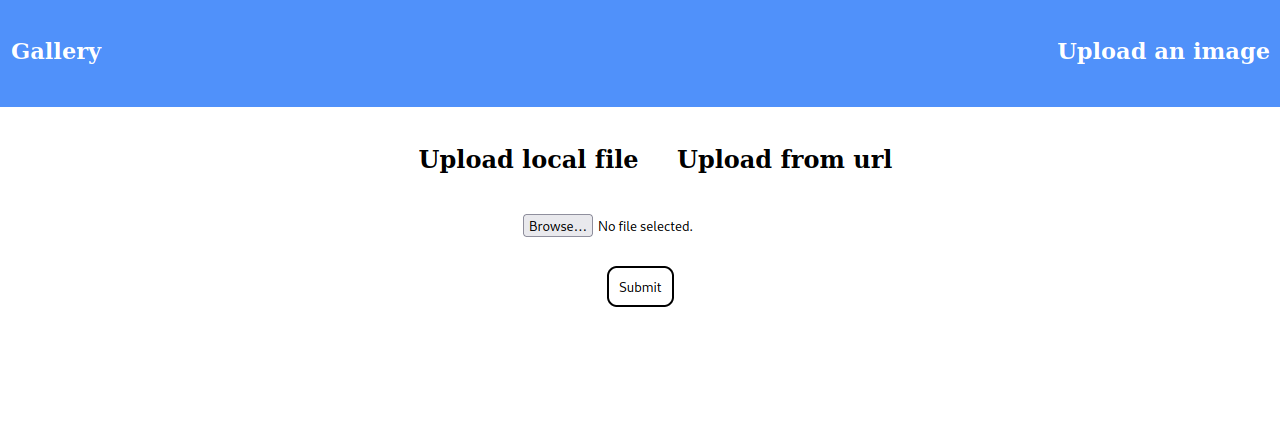 Gallery
Upload an image
Upload local file
Upload from url
Browse...
No file selected.
Submit